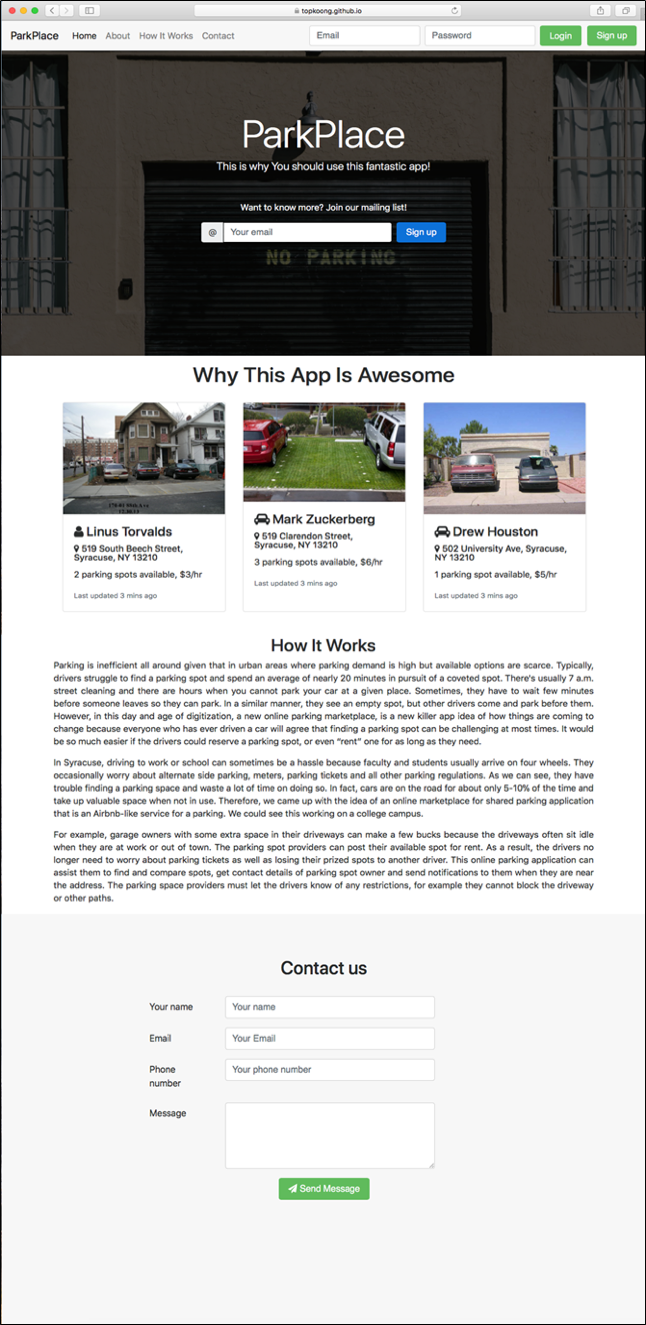 topkoong.github.io
ParkPlace Home About How It Works Contact Email Password Login Sign up
ParkPlace
This is why You should use this fantastic app!
Want to know more? Join our mailing list!
@ Your email Sign up
NO PARKING
Why This App Is Awesome
Linus Torvalds
519 South Beech Street,
Syracuse, NY 13210
2 parking spots available, $3/hr
Last updated 3 mins ago
Mark Zuckerberg
519 Clarendon Street,
Syracuse, NY 13210
3 parking spots available, $6/hr
Last updated 3 mins ago
Drew Houston
502 University Ave, Syracuse,
NY 13210
1 parking spot available, $5/hr
Last updated 3 mins ago
How It Works
Parking is inefficient all around given that in urban areas where parking demand is high but available options are scarce. Typically,
drivers struggle to find a parking spot and spend an average of nearly 20 minutes in pursuit of a coveted spot. There's usually 7 a.m.
street cleaning and there are hours when you cannot park your car at a given place. Sometimes, they have to wait few minutes
before someone leaves so they can park. In a similar manner, they see an empty spot, but other drivers come and park before them.
However, in this day and age of digitization, a new online parking marketplace, is a new killer app idea of how things are coming to
change because everyone who has ever driven a car will agree that finding a parking spot can be challenging at most times. It would
be so much easier if the drivers could reserve a parking spot, or even “rent” one for as long as they need.
In Syracuse, driving to work or school can sometimes be a hassle because faculty and students usually arrive on four wheels. They
occasionally worry about alternate side parking, meters, parking tickets and all other parking regulations. As we can see, they have
trouble finding a parking space and waste a lot of time on doing so. In fact, cars are on the road for about only 5-10% of the time and
take up valuable space when not in use. Therefore, we came up with the idea of an online marketplace for shared parking application
that is an Airbnb-like service for a parking. We could see this working on a college campus.
For example, garage owners with some extra space in their driveways can make a few bucks because the driveways often sit idle
when they are at work or out of town. The parking spot providers can post their available spot for rent. As a result, the drivers no
longer need to worry about parking tickets as well as losing their prized spots to another driver. This online parking application can
assist them to find and compare spots, get contact details of parking spot owner and send notifications to them when they are near
the address. The parking space providers must let the drivers know of any restrictions, for example they cannot block the driveway
or other paths.
Contact us
Your name Your name
Email Your Email
Phone Your phone number
number
Message
Send Message